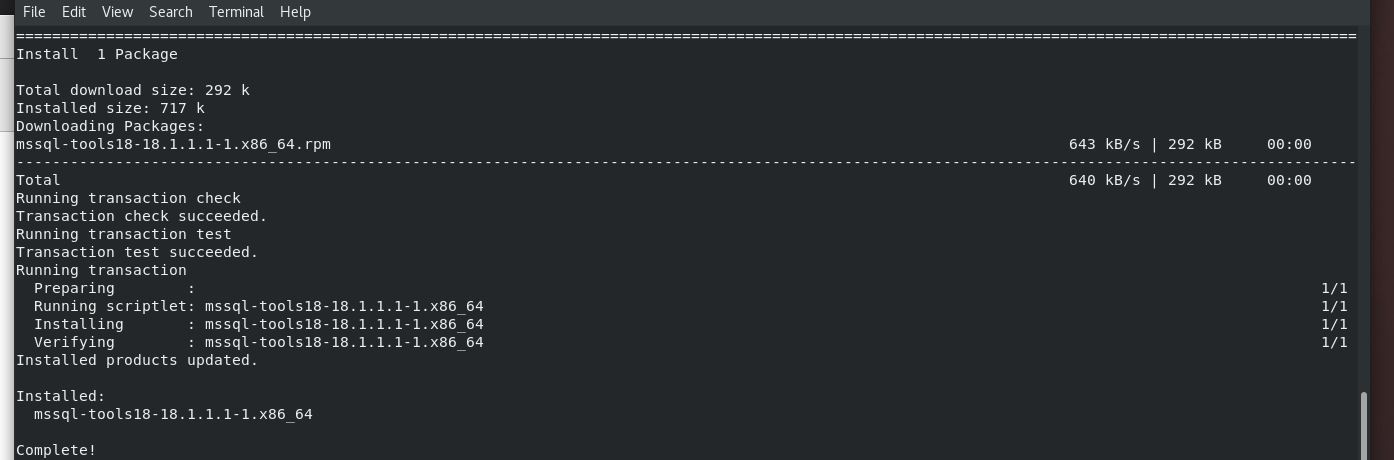 File Edit View Search Terminal Help
================================================================================================================================================================
Install  1 Package
Total download size: 292 k
Installed size: 717 k
Downloading Packages:
mssql-tools18-18.1.1.1-1.x86_64.rpm                                                                                  643 kB/s | 292 kB     00:00
-----------------------------------------------------------------------------------------------------------------------------------------------------
Total                                                                                                                640 kB/s | 292 kB     00:00
Running transaction check
Transaction check succeeded.
Running transaction test
Transaction test succeeded.
Running transaction
  Preparing        :                                                                                                                             1/1
  Running scriptlet: mssql-tools18-18.1.1.1-1.x86_64                                                                                             1/1
  Installing       : mssql-tools18-18.1.1.1-1.x86_64                                                                                             1/1
  Verifying        : mssql-tools18-18.1.1.1-1.x86_64                                                                                             1/1
Installed products updated.
Installed:
  mssql-tools18-18.1.1.1-1.x86_64
Complete!